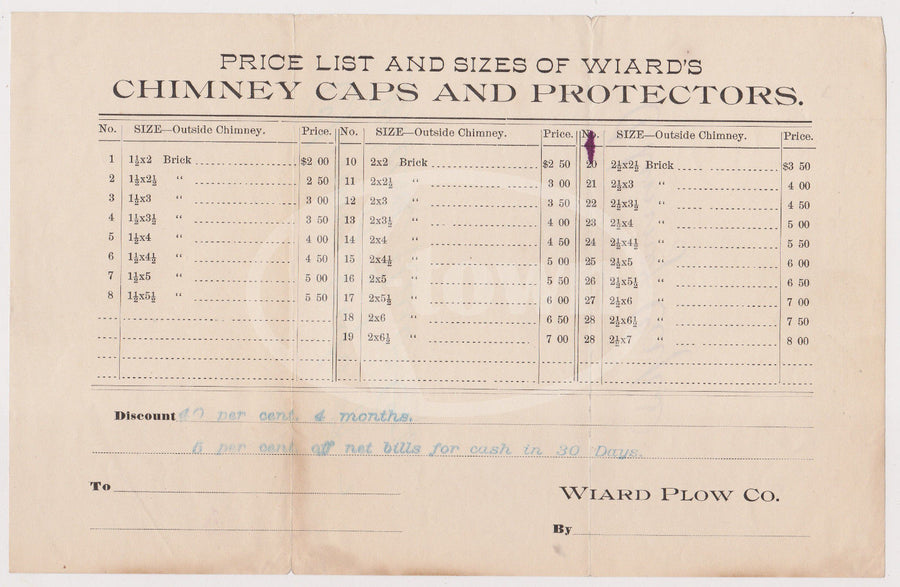 PRICE LIST AND SIZES OF WIARD'S
CHIMNEY CAPS AND PROTECTORS.
No. SIZE—Outside Chimney. Price. No. SIZE—Outside Chimney. Price. No. SIZE—Outside Chimney. Price.
1 1½x2 Brick $2 00 10 2x2 Brick $2 50 20 2½x2½ Brick $3 50
2 1½x2½ “ 2 50 11 2x2½ “ 3 00 21 2½x3 “ 4 00
3 1½x3 “ 3 00 12 2x3 “ 3 50 22 2½x3½ “ 4 50
4 1½x3½ “ 3 50 13 2x3½ “ 4 00 23 2½x4 “ 5 00
5 1½x4 “ 4 00 14 2x4 “ 4 50 24 2½x4½ “ 5 50
6 1½x4½ “ 4 50 15 2x4½ “ 5 00 25 2½x5 “ 6 00
7 1½x5 “ 5 00 16 2x5 “ 5 50 26 2½x5½ “ 6 50
8 1½x5½ “ 5 50 17 2x5½ “ 6 00 27 2½x6 “ 7 00
18 2x6 “ 6 50 28 2½x6½ “ 7 50
19 2x6½ “ 7 00 28 2½x7 “ 8 00
Discount 40 per cent. 4 months.
5 per cent off net bills for cash in 30 Days.
To
WIARD PLOW CO.
By